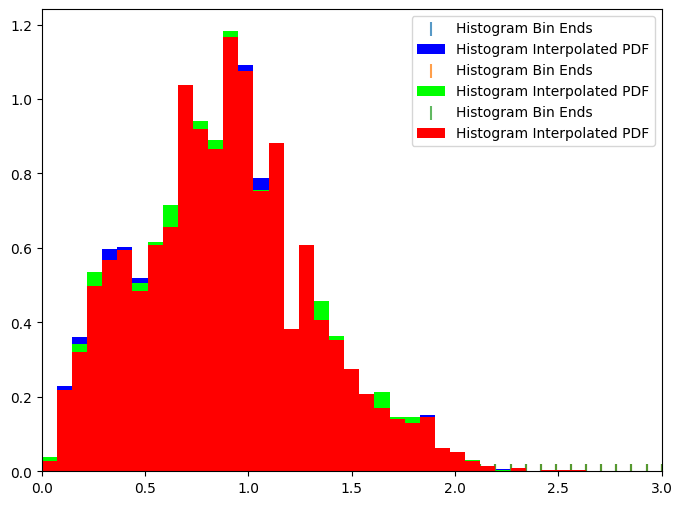 Histogram Bin Ends
Histogram Interpolated PDF
Histogram Bin Ends
Histogram Interpolated PDF
Histogram Bin Ends
Histogram Interpolated PDF
1.2
1.0
0.8
0.6
0.4
0.2
0.0
0.0 0.5 1.0 1.5 2.0 2.5 3.0